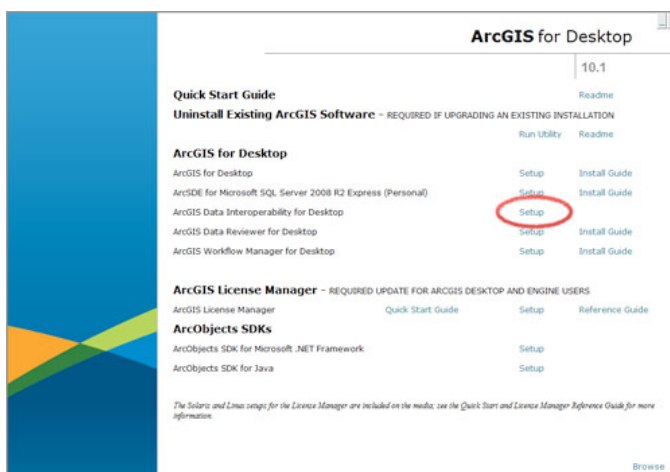 ArcGIS for Desktop
10.1
Quick Start Guide Readme
Uninstall Existing ArcGIS Software - REQUIRED IF UPGRADING AN EXISTING INSTALLATION
Run Utility Readme
ArcGIS for Desktop
ArcGIS for Desktop Setup Install Guide
ArcSDE for Microsoft SQL Server 2008 R2 Express (Personal) Setup Install Guide
ArcGIS Data Interoperability for Desktop Setup
ArcGIS Data Reviewer for Desktop Setup Install Guide
ArcGIS Workflow Manager for Desktop Setup Install Guide
ArcGIS License Manager - REQUIRED UPDATE FOR ARCGIS DESKTOP AND ENGINE USERS
ArcGIS License Manager Quick Start Guide Setup Reference Guide
ArcObjects SDKs
ArcObjects SDK for Microsoft .NET Framework Setup
ArcObjects SDK for Java Setup
The Solaris and Linux setups for the License Manager are included on the media; see the Quick Start and License Manager Reference Guide for more
information.
Browse